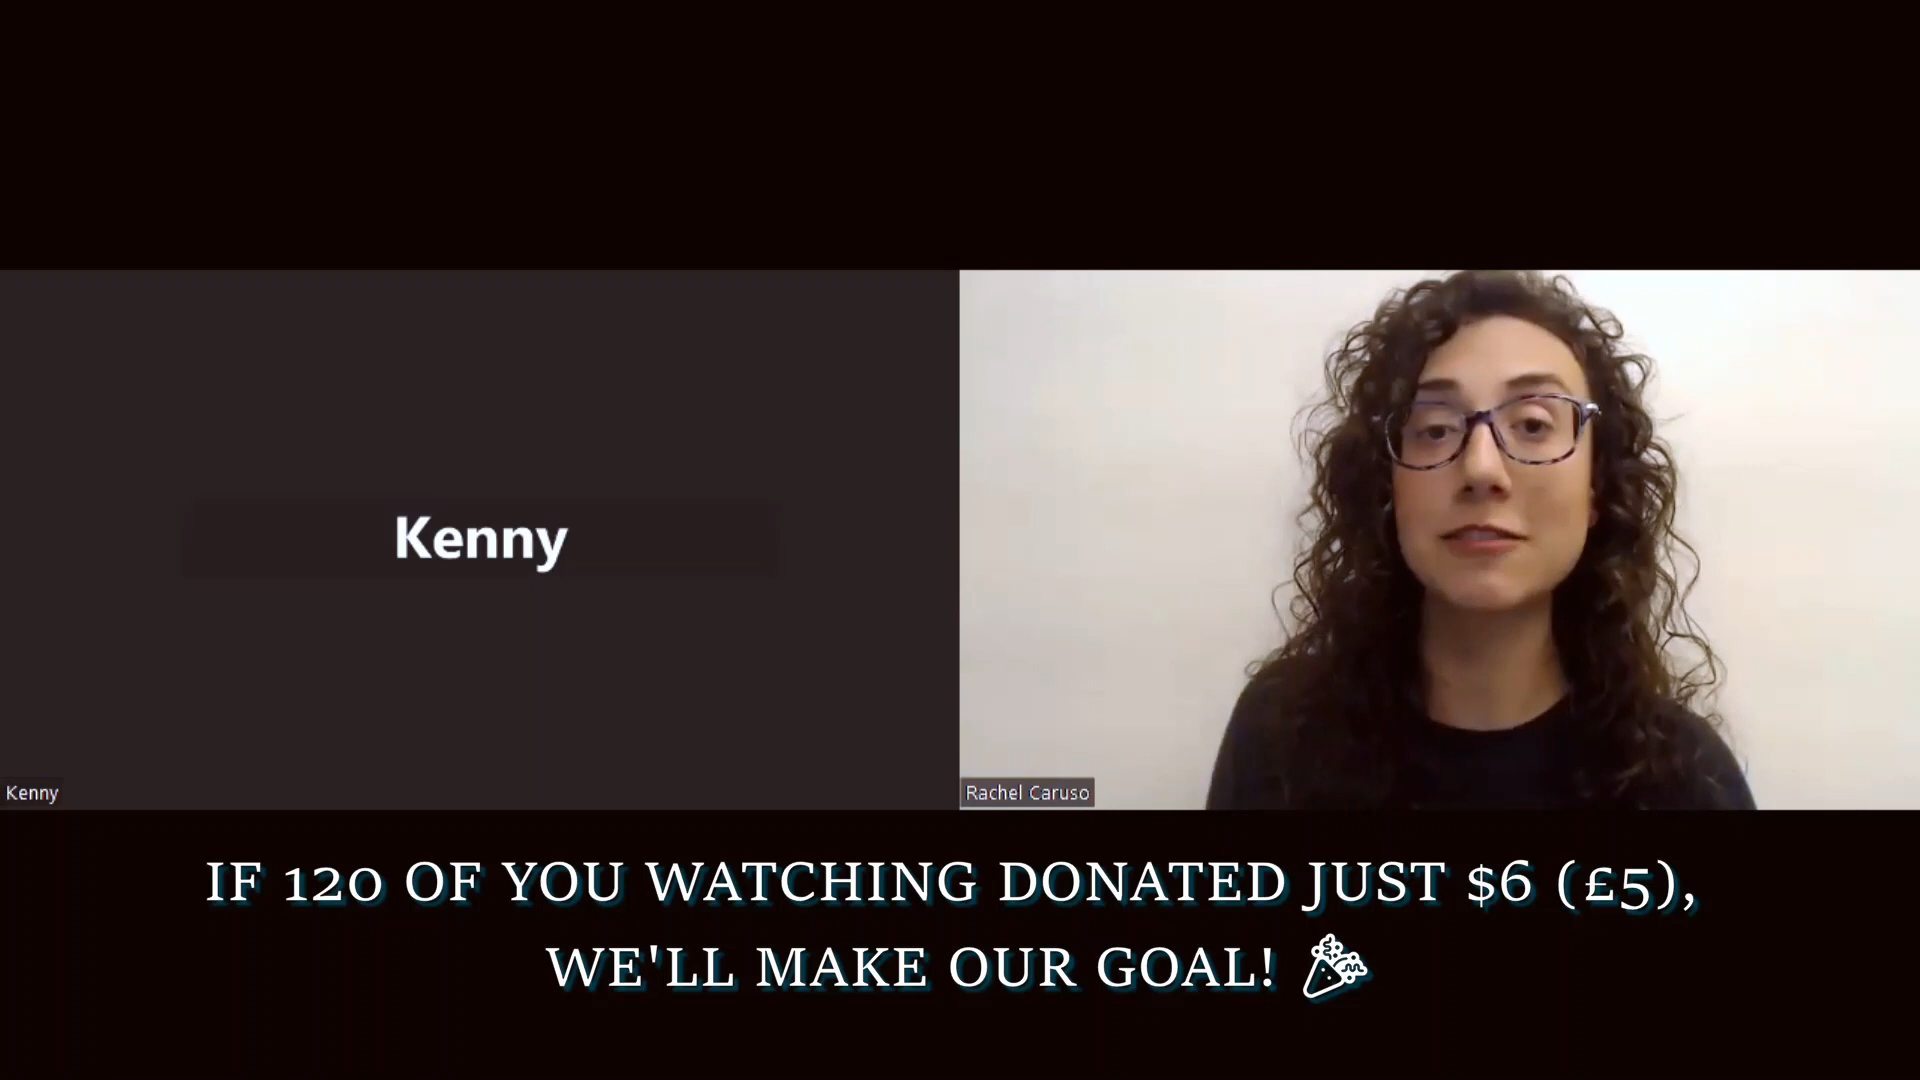 Kenny
Kenny
Rachel Caruso
IF 120 OF YOU WATCHING DONATED JUST $6 (£5),
WE'LL MAKE OUR GOAL! 🎉